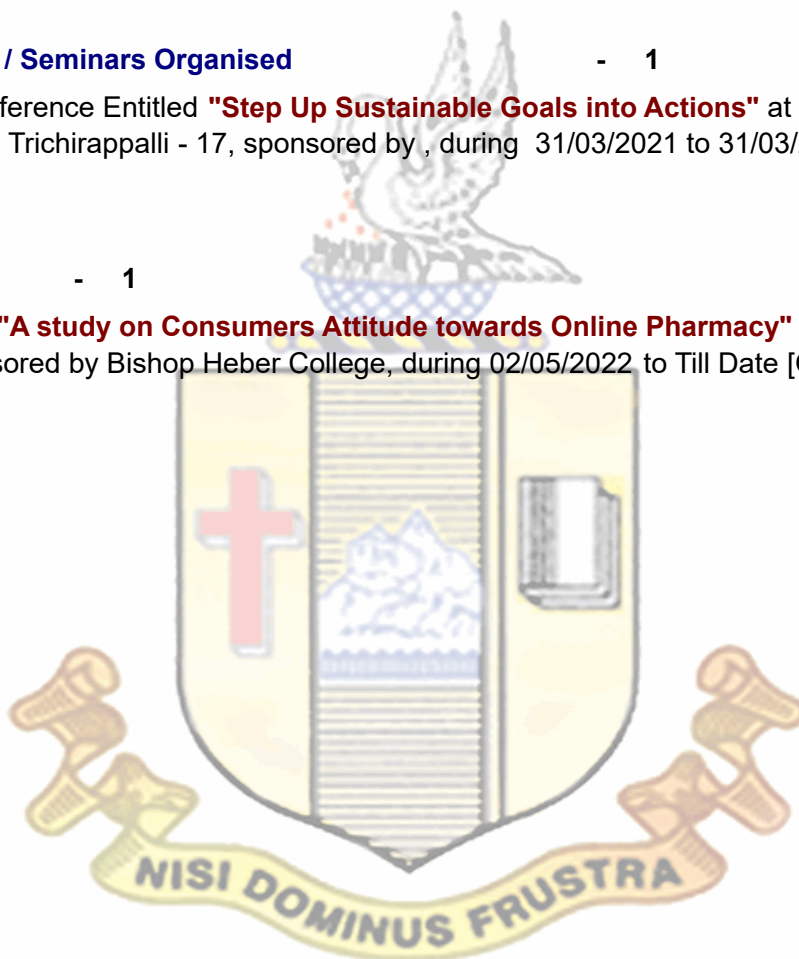 / Seminars Organised - 1
ference Entitled "Step Up Sustainable Goals into Actions" at
Trichirappalli - 17, sponsored by , during 31/03/2021 to 31/03/
- 1
"A study on Consumers Attitude towards Online Pharmacy"
sored by Bishop Heber College, during 02/05/2022 to Till Date [
NISI DOMINUS FRUSTRA